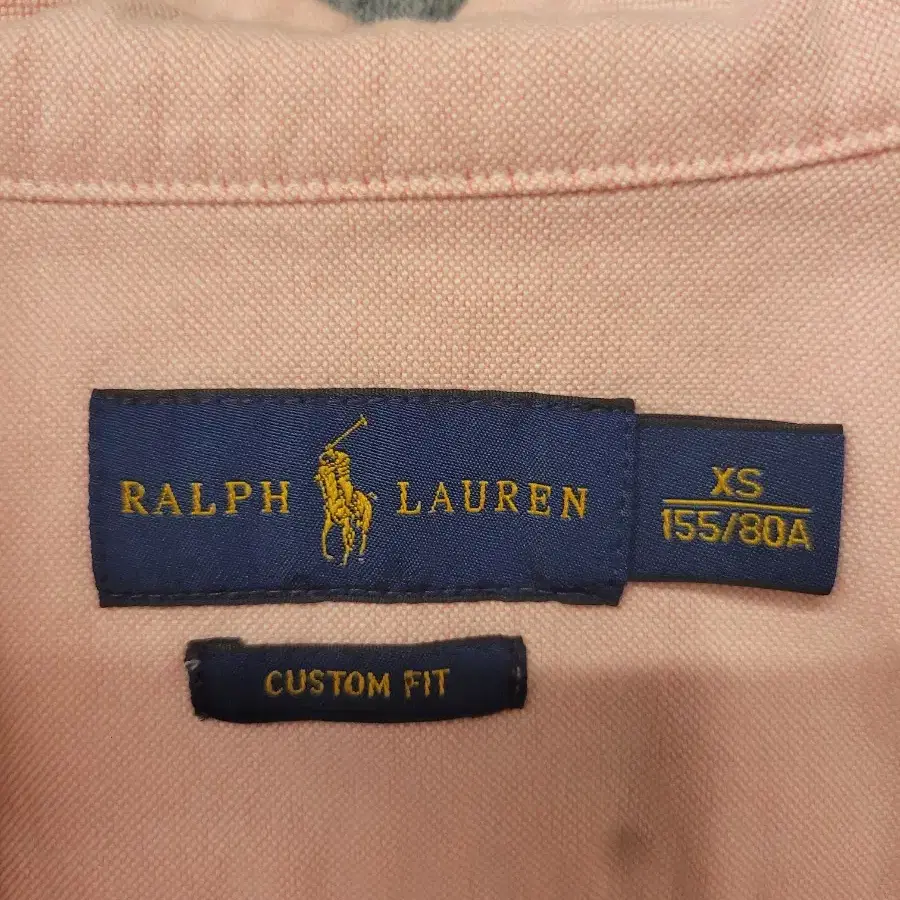 RALPH LAUREN
XS
155/80A
CUSTOM FIT